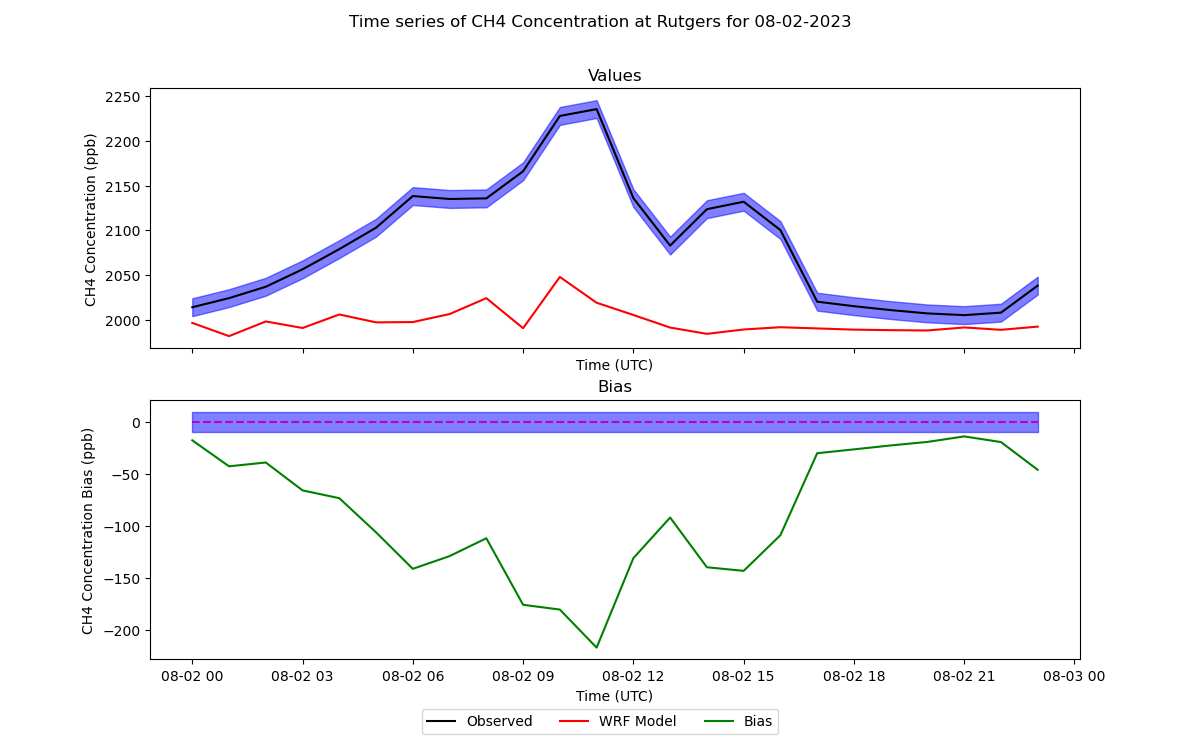 Time series of CH4 Concentration at Rutgers for 08-02-2023
Values
CH4 Concentration (ppb)
2250
2200
2150
2100
2050
2000
Time (UTC)
Bias
CH4 Concentration Bias (ppb)
0
−50
−100
−150
−200
08-02 00 08-02 03 08-02 06 08-02 09 08-02 12 08-02 15 08-02 18 08-02 21 08-03 00
Time (UTC)
Observed WRF Model Bias